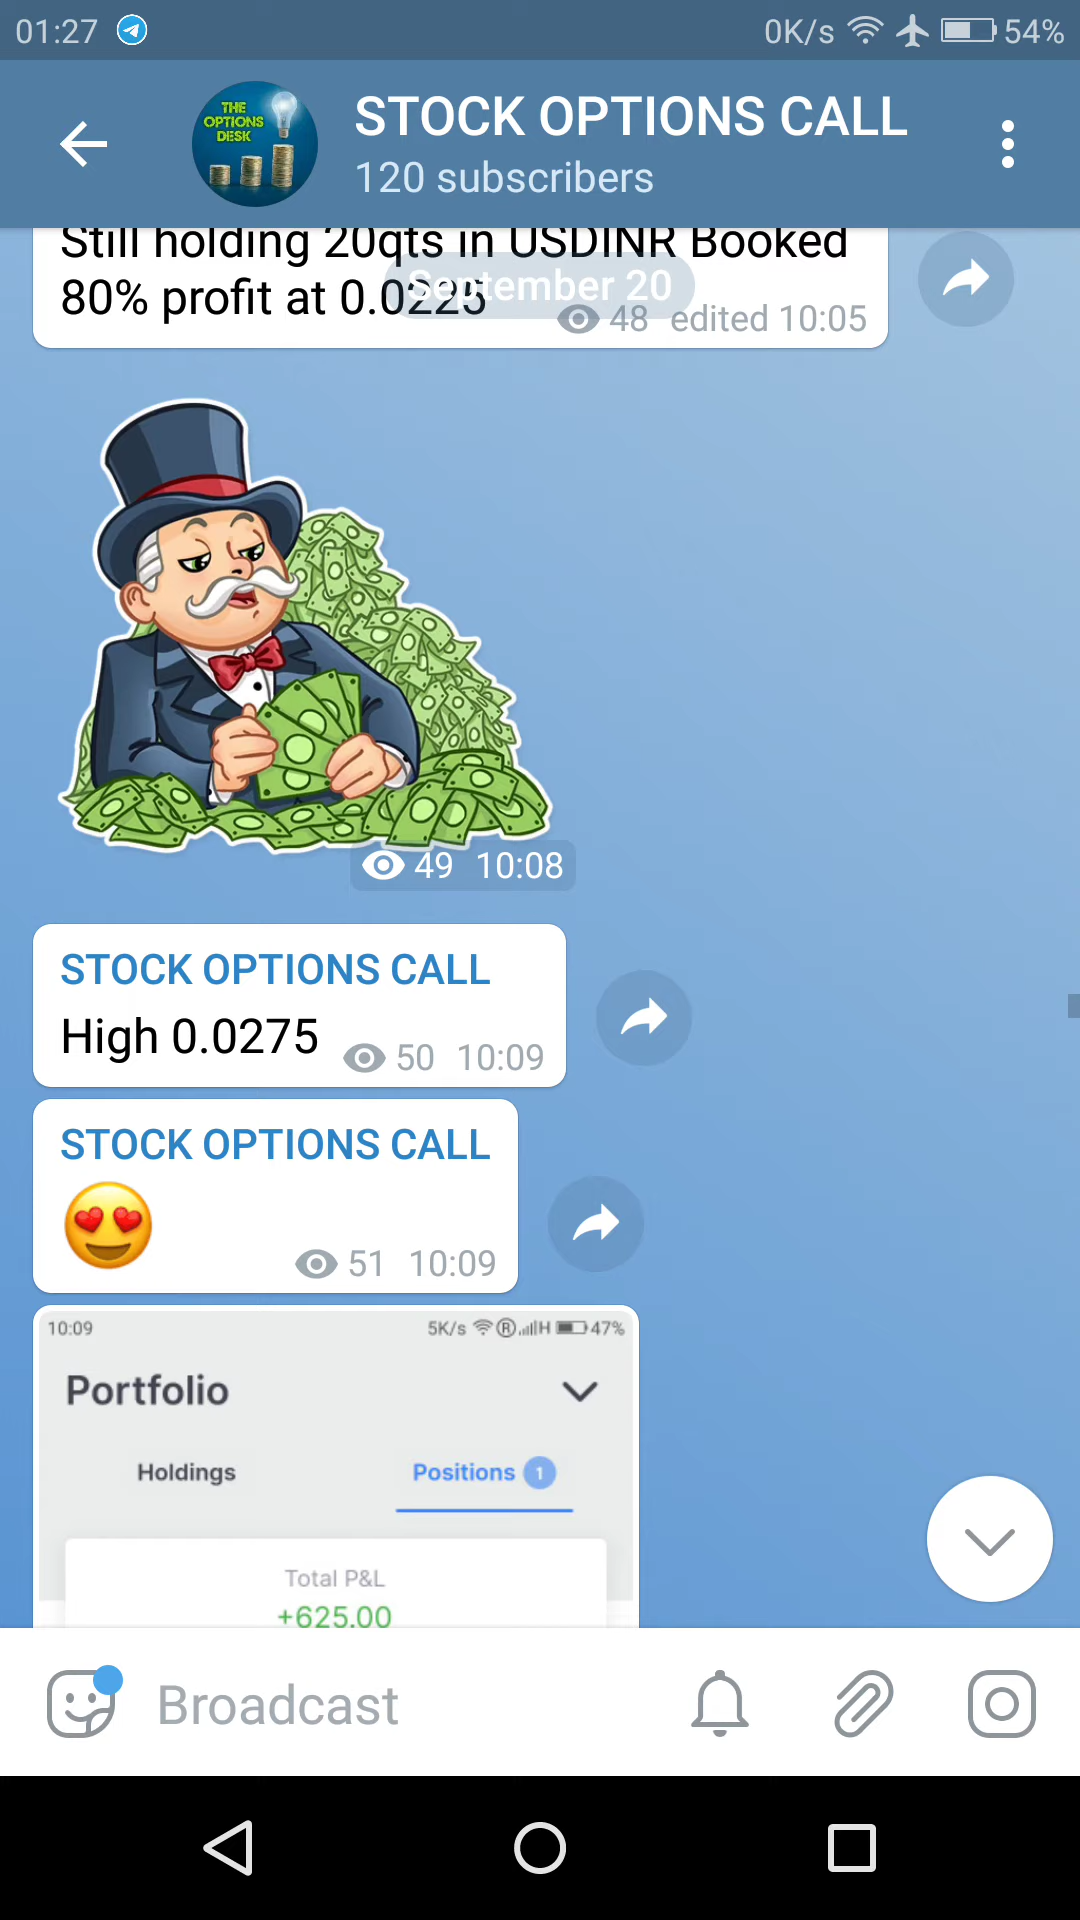 01:27
0K/s 54%
THE
OPTIONS
DESK
STOCK OPTIONS CALL
120 subscribers
Still holding 20qts in USDINR Booked
80% profit at 0.0225
September 20
48 edited 10:05
49 10:08
STOCK OPTIONS CALL
High 0.0275
50 10:09
STOCK OPTIONS CALL
51 10:09
10:09
5K/s R H 47%
Portfolio
Holdings
Positions 1
Total P&L
+625.00
Broadcast